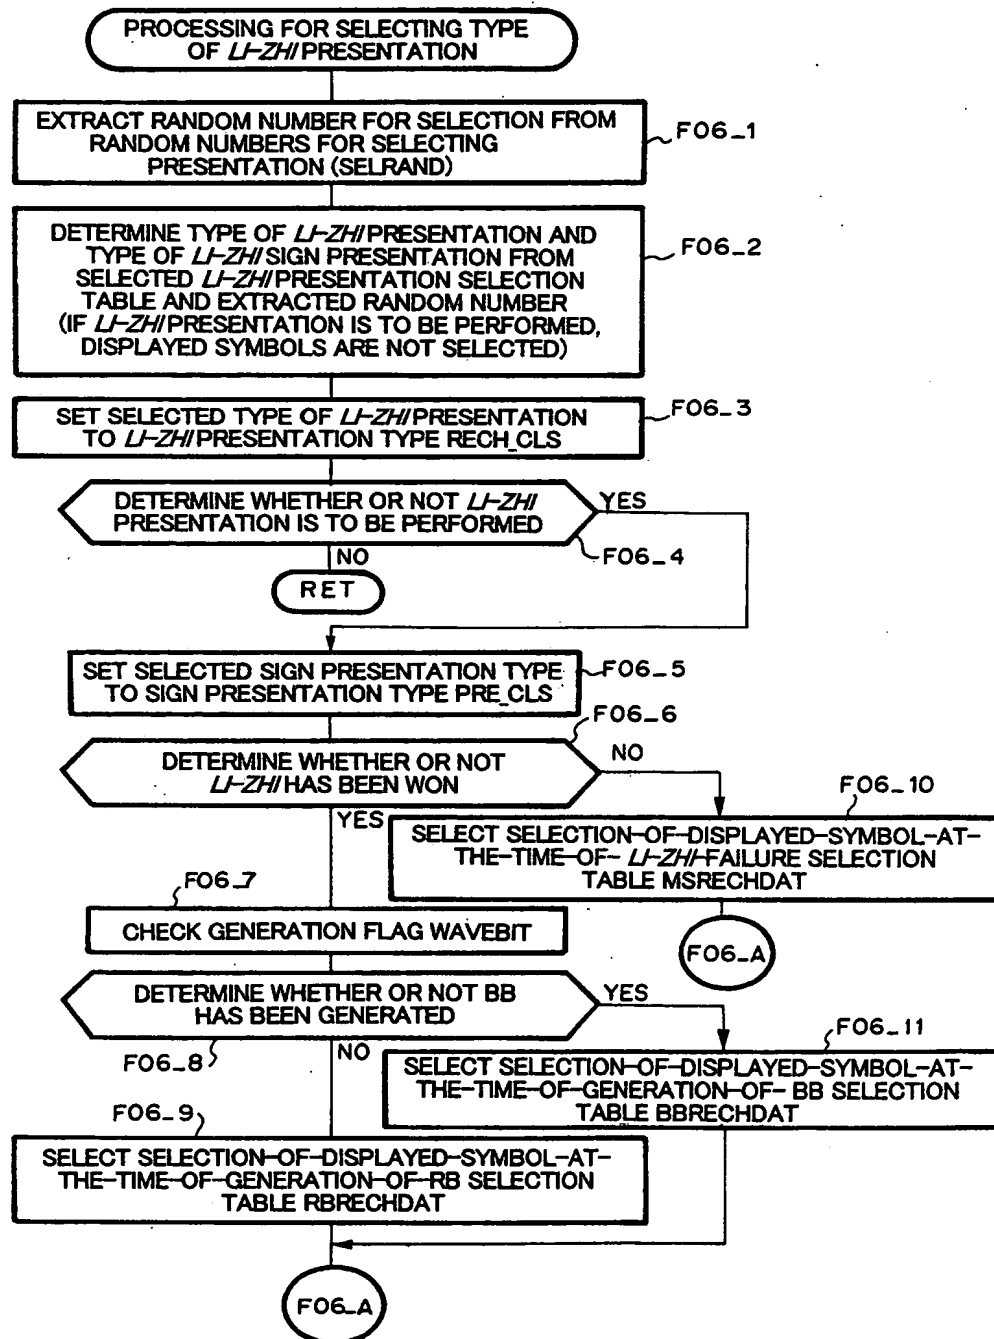 PROCESSING FOR SELECTING TYPE
OF LI-ZHI PRESENTATION
EXTRACT RANDOM NUMBER FOR SELECTION FROM
RANDOM NUMBERS FOR SELECTING
PRESENTATION (SELRAND)
F06_1
DETERMINE TYPE OF LI-ZHI PRESENTATION AND
TYPE OF LI-ZHI SIGN PRESENTATION FROM
SELECTED LI-ZHI PRESENTATION SELECTION
TABLE AND EXTRACTED RANDOM NUMBER
(IF LI-ZHI PRESENTATION IS TO BE PERFORMED,
DISPLAYED SYMBOLS ARE NOT SELECTED)
F06_2
SET SELECTED TYPE OF LI-ZHI PRESENTATION
TO LI-ZHI PRESENTATION TYPE RECH_CLS
F06_3
DETERMINE WHETHER OR NOT LI-ZHI
PRESENTATION IS TO BE PERFORMED
YES
F06_4
NO
RET
SET SELECTED SIGN PRESENTATION TYPE
TO SIGN PRESENTATION TYPE PRE_CLS
F06_5
F06_6
DETERMINE WHETHER OR NOT
LI-ZHI HAS BEEN WON
NO
YES
F06_10
SELECT SELECTION-OF-DISPLAYED-SYMBOL-AT-
THE-TIME-OF- LI-ZHI-FAILURE SELECTION
TABLE MSRECHDAT
F06_A
F06_7
CHECK GENERATION FLAG WAVEBIT
DETERMINE WHETHER OR NOT BB
HAS BEEN GENERATED
YES
F06_8
NO
F06_11
SELECT SELECTION-OF-DISPLAYED-SYMBOL-AT-
THE-TIME-OF-GENERATION-OF- BB SELECTION
TABLE BBRECHDAT
F06_9
SELECT SELECTION-OF-DISPLAYED-SYMBOL-AT-
THE-TIME-OF-GENERATION-OF-RB SELECTION
TABLE RBRECHDAT
F06_A